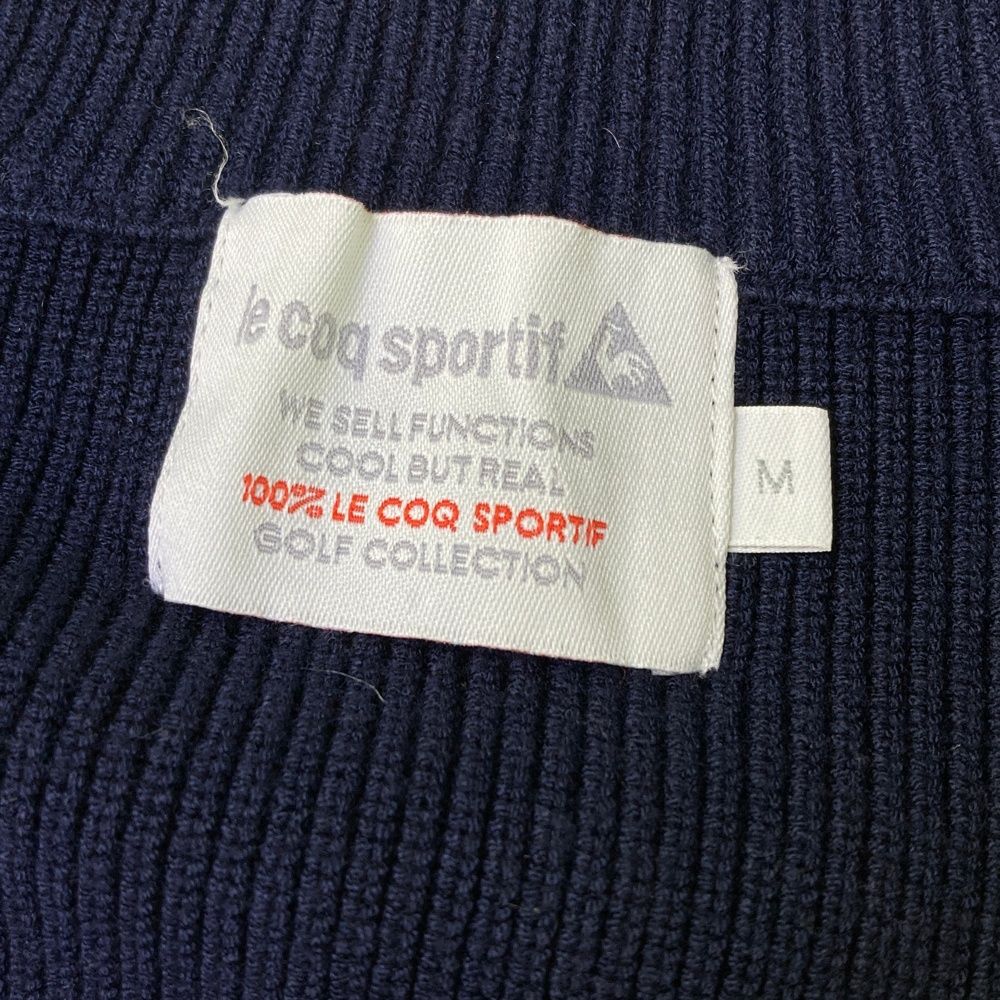 le coq sportif
WE SELL FUNCTIONS
COOL BUT REAL
100% LE COQ SPORTIF
GOLF COLLECTION
M